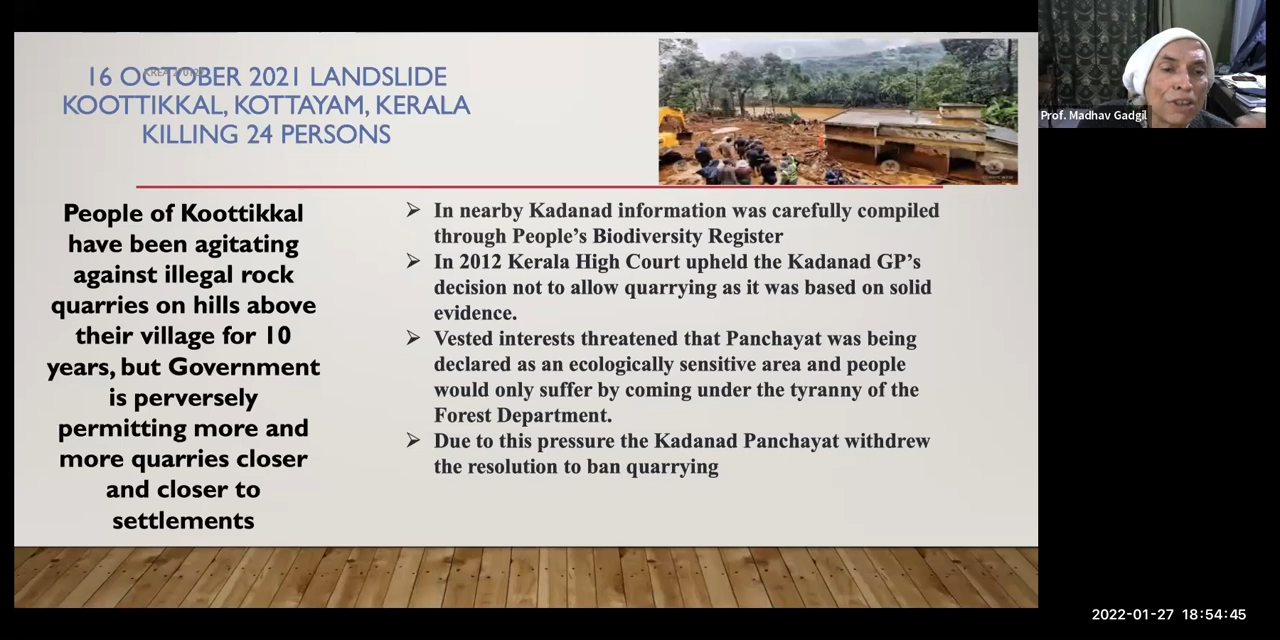 16 OCTOBER 2021 LANDSLIDE
KOOTTIKKAL, KOTTAYAM, KERALA
KILLING 24 PERSONS
People of Koottikkal
have been agitating
against illegal rock
quarries on hills above
their village for 10
years, but Government
is perversely
permitting more and
more quarries closer
and closer to
settlements
➢ In nearby Kadanad information was carefully compiled
through People’s Biodiversity Register
➢ In 2012 Kerala High Court upheld the Kadanad GP’s
decision not to allow quarrying as it was based on solid
evidence.
➢ Vested interests threatened that Panchayat was being
declared as an ecologically sensitive area and people
would only suffer by coming under the tyranny of the
Forest Department.
➢ Due to this pressure the Kadanad Panchayat withdrew
the resolution to ban quarrying
Prof. Madhav Gadgil
2022-01-27 18:54:45